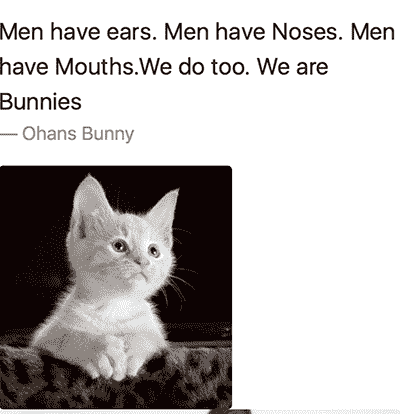 Men have ears. Men have Noses. Men
have Mouths.We do too. We are
Bunnies
— Ohans Bunny